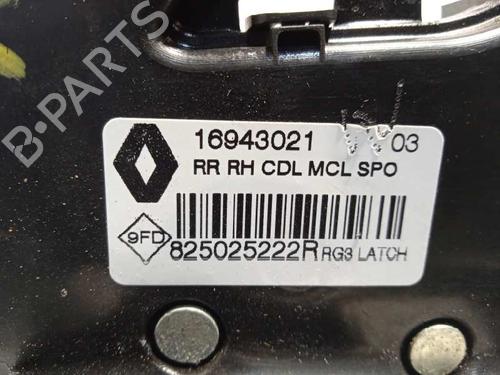 16943021 03
RR RH CDL MCL SPO
9FD
825025222R RG3 LATCH
B-PARTS